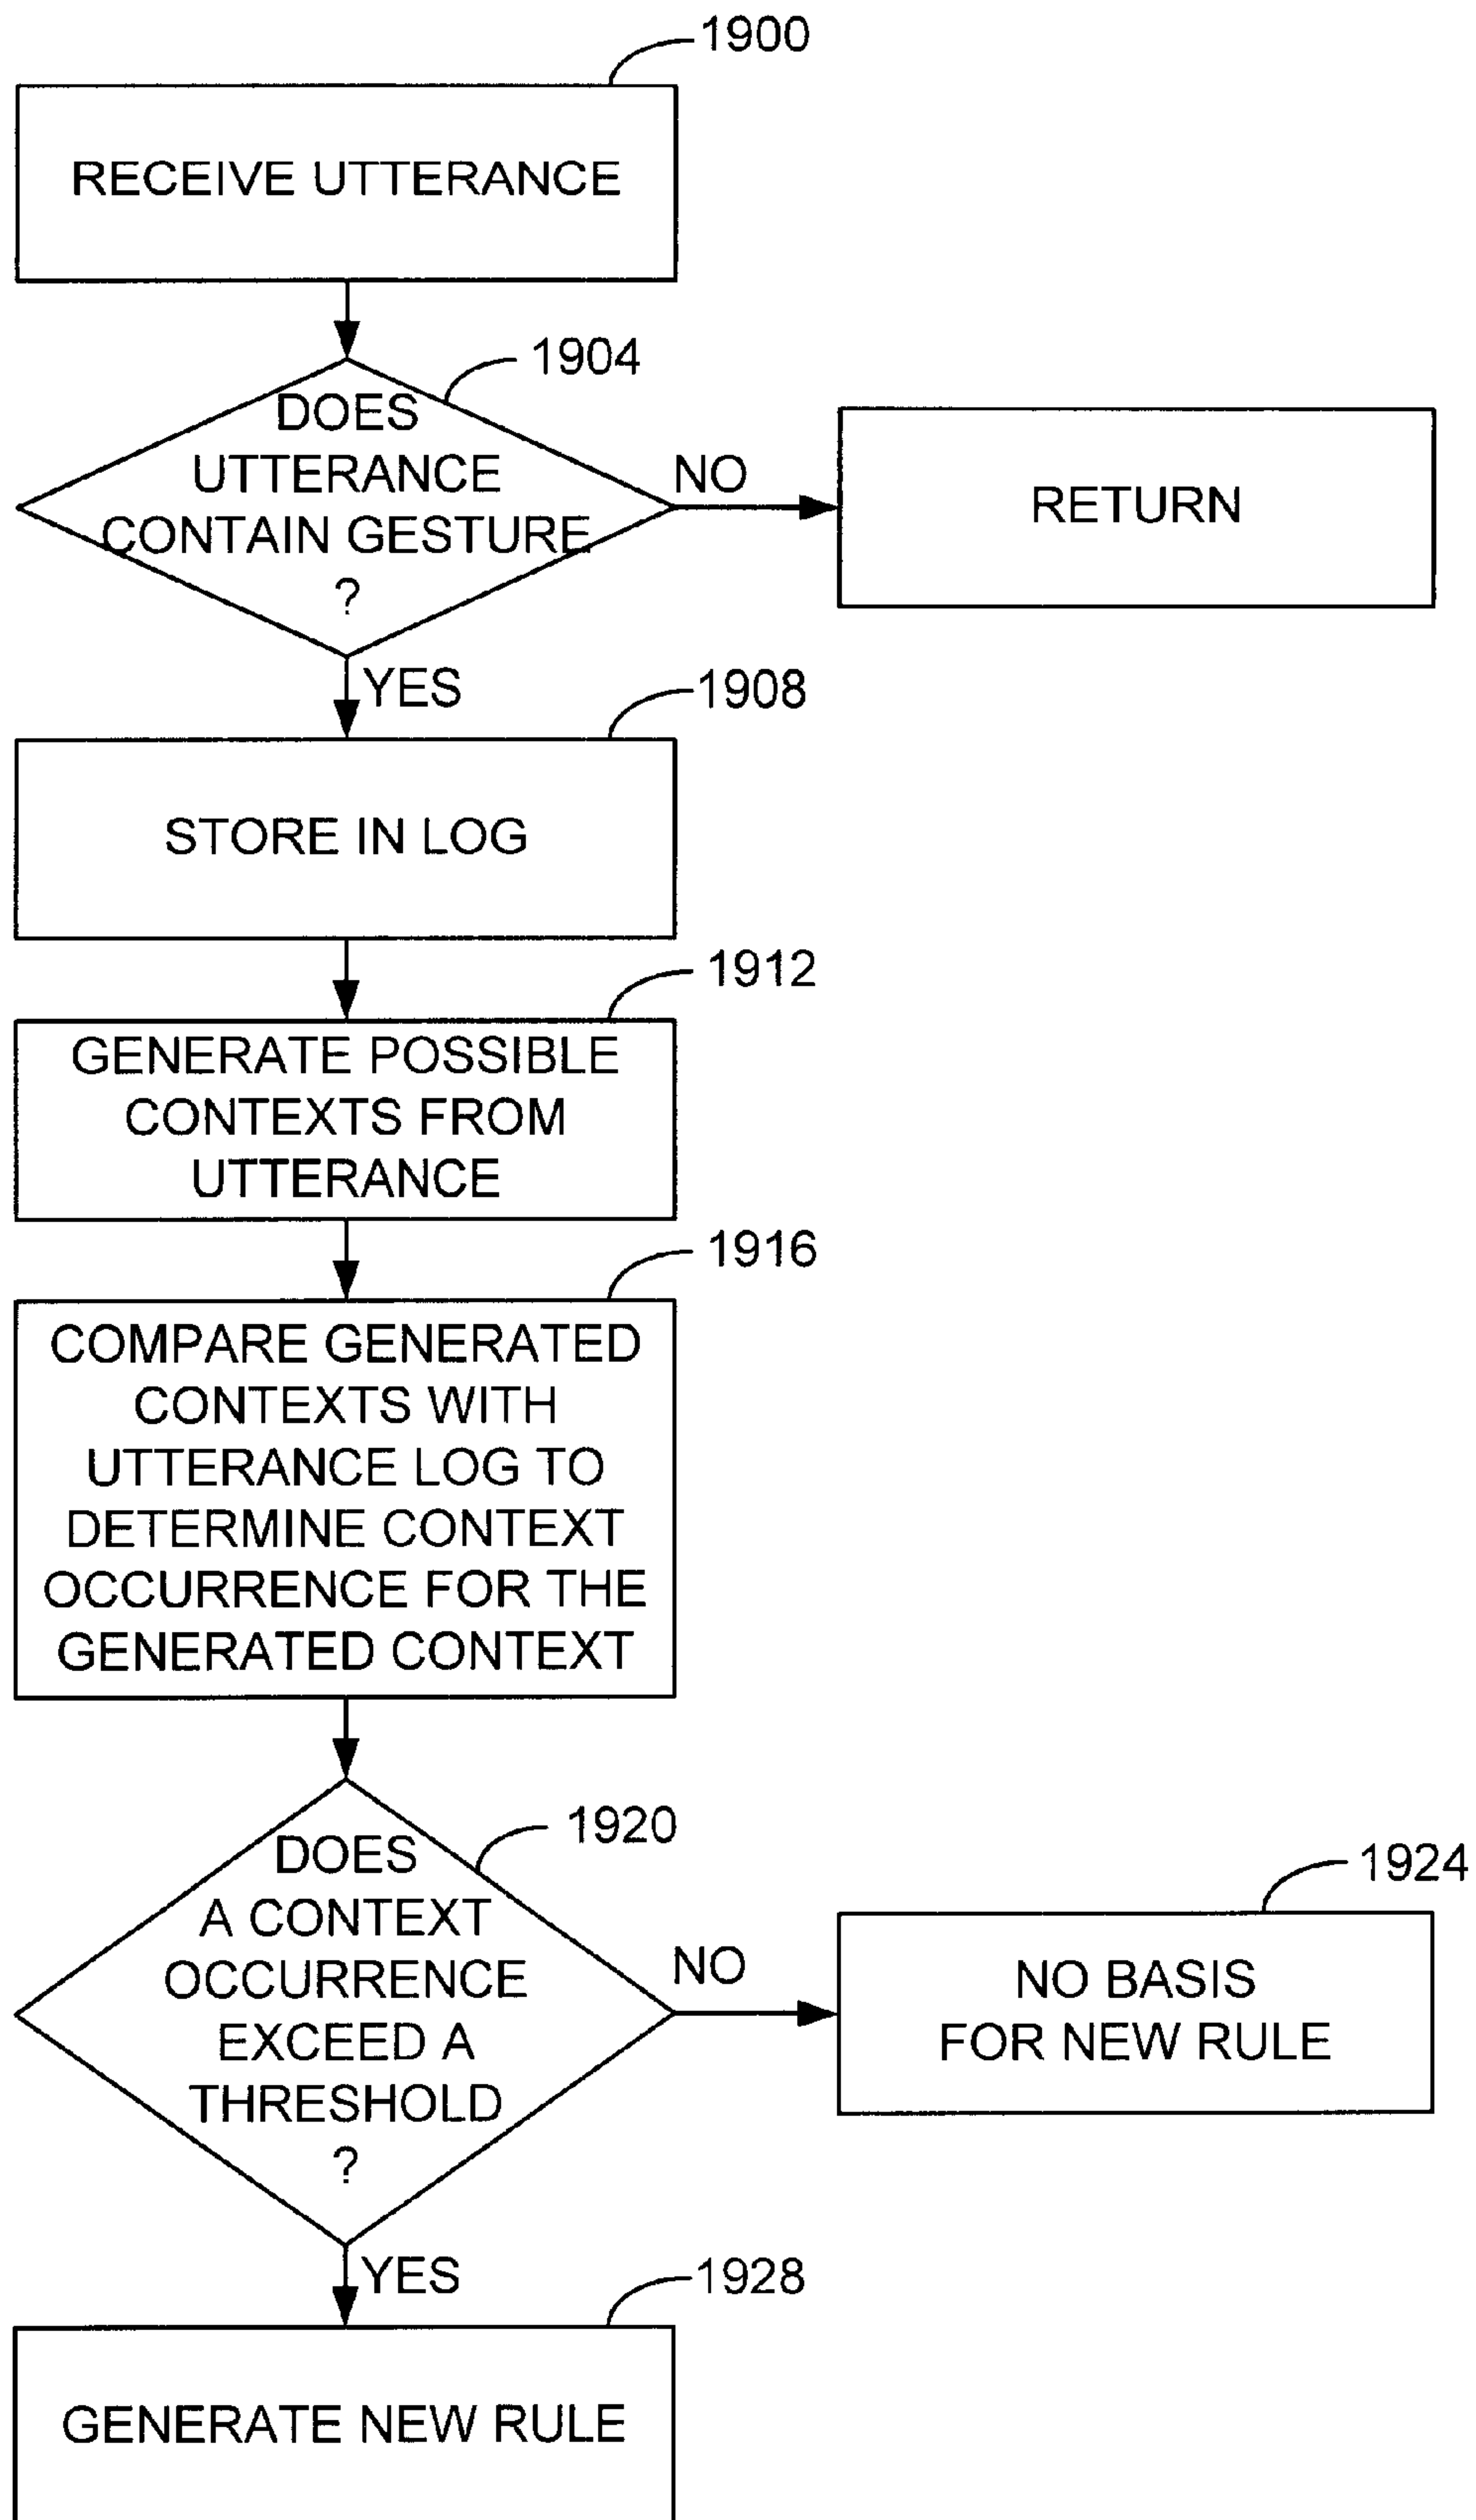 1900
RECEIVE UTTERANCE
1904
DOES
UTTERANCE
CONTAIN GESTURE
?
NO
RETURN
YES
1908
STORE IN LOG
1912
GENERATE POSSIBLE
CONTEXTS FROM
UTTERANCE
1916
COMPARE GENERATED
CONTEXTS WITH
UTTERANCE LOG TO
DETERMINE CONTEXT
OCCURRENCE FOR THE
GENERATED CONTEXT
1920
DOES
A CONTEXT
OCCURRENCE
EXCEED A
THRESHOLD
?
NO
1924
NO BASIS
FOR NEW RULE
YES
1928
GENERATE NEW RULE